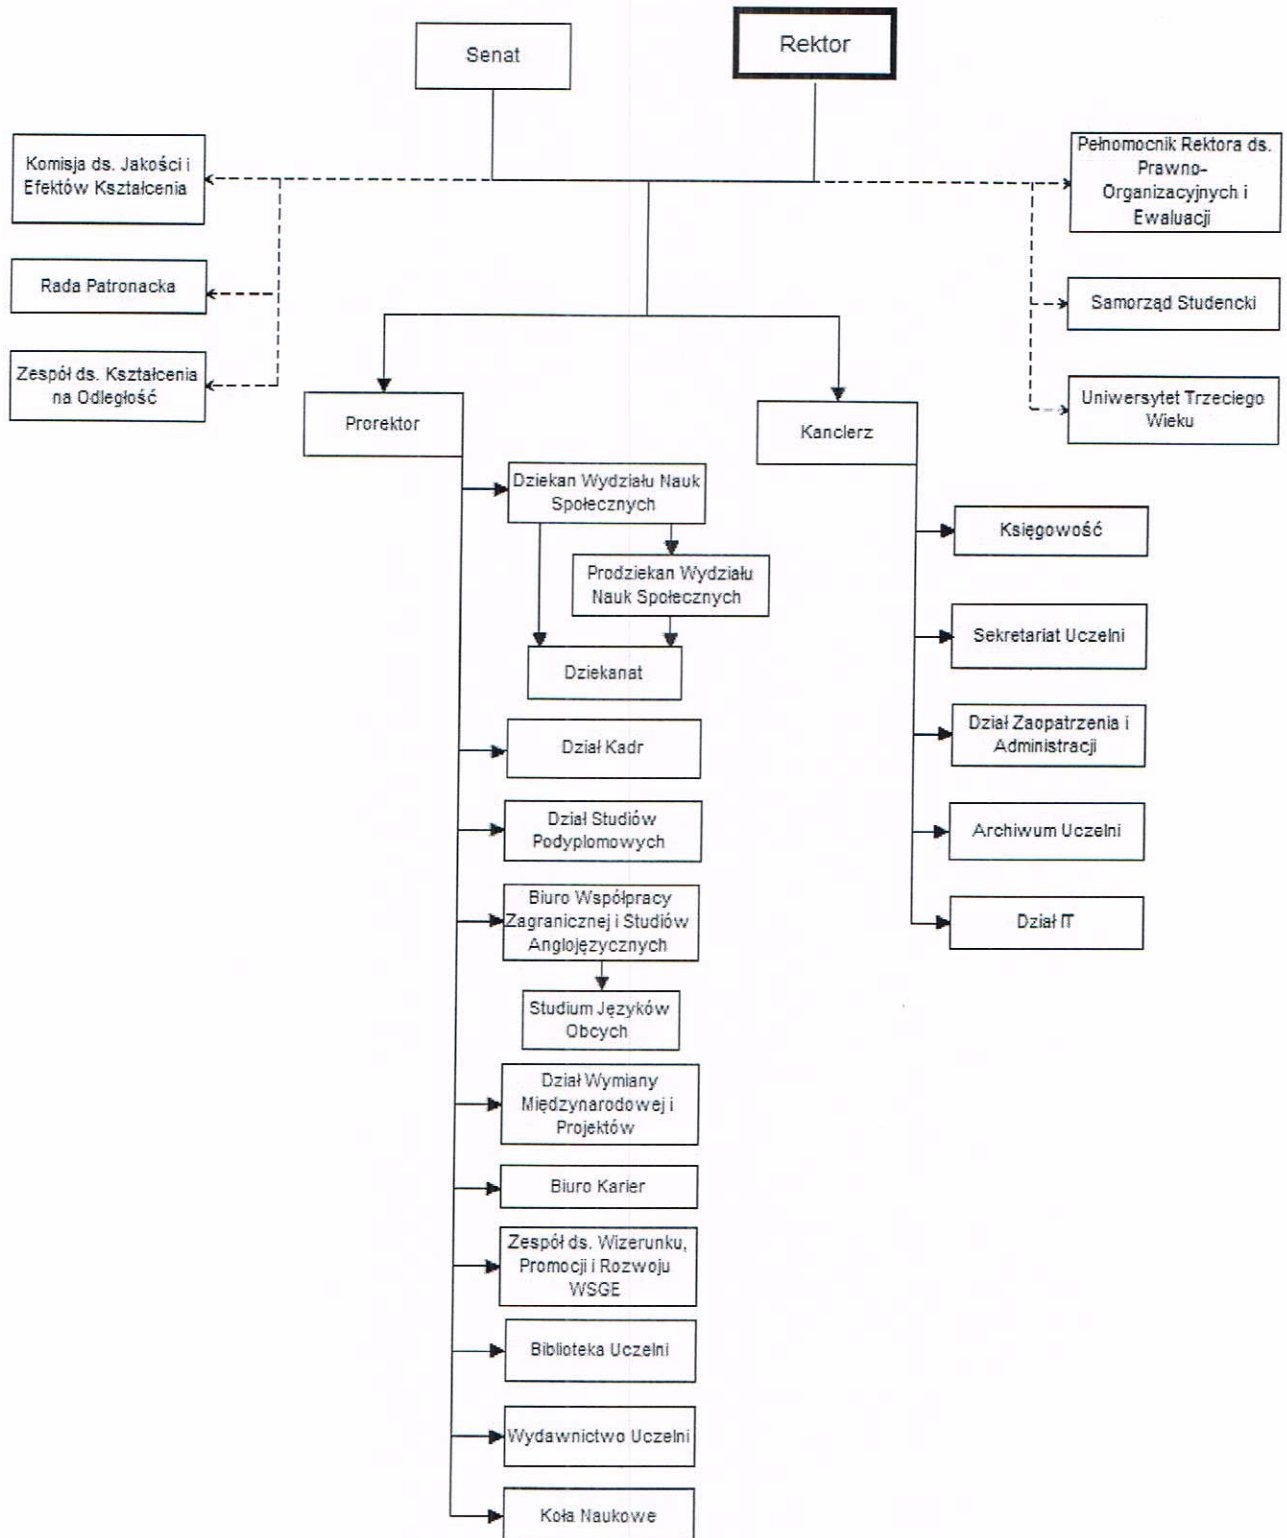 Senat
Rektor
Komisja ds. Jakości i
Efektów Kształcenia
Pełnomocnik Rektora ds.
Prawno-
Organizacyjnych i
Ewaluacji
Rada Patronacka
Samorząd Studencki
Zespół ds. Kształcenia
na Odległość
Uniwersytet Trzeciego
Wieku
Prorektor
Kanclerz
Dziekan Wydziału Nauk
Społecznych
Prodziekan Wydziału
Nauk Społecznych
Dziekanat
Dział Kadr
Dział Studiów
Podyplomowych
Biuro Współpracy
Zagranicznej i Studiów
Anglojęzycznych
Studium Języków
Obcych
Dział Wymiany
Międzynarodowej i
Projektów
Biuro Karier
Zespół ds. Wizerunku,
Promocji i Rozwoju
WSGE
Biblioteka Uczelni
Wydawnictwo Uczelni
Koła Naukowe
Księgowość
Sekretariat Uczelni
Dział Zaopatrzenia i
Administracji
Archiwum Uczelni
Dział IT